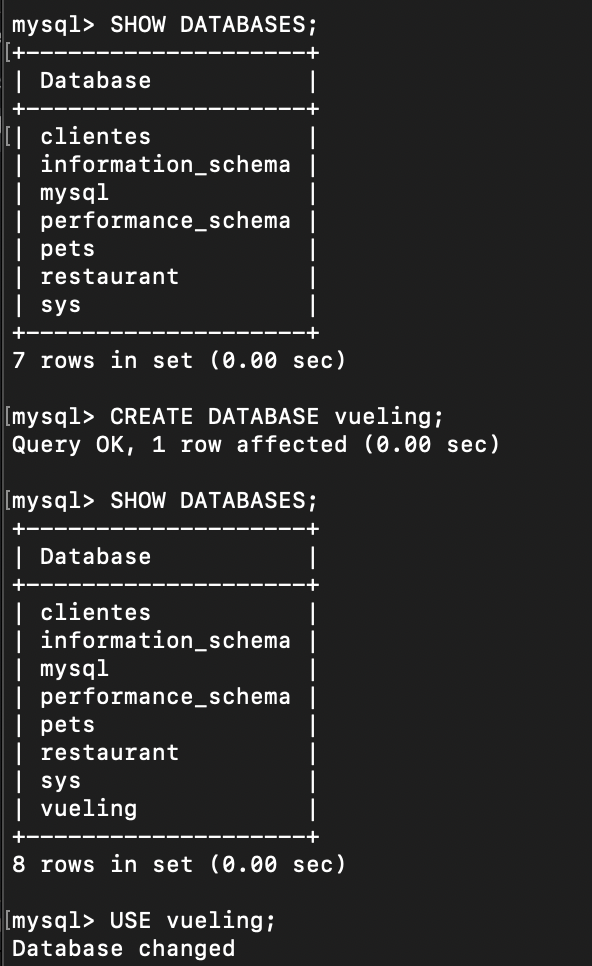 mysql> SHOW DATABASES;
+--------------------+
| Database           |
+--------------------+
| clientes           |
| information_schema |
| mysql              |
| performance_schema |
| pets               |
| restaurant         |
| sys                |
+--------------------+
7 rows in set (0.00 sec)

[mysql> CREATE DATABASE vueling;
Query OK, 1 row affected (0.00 sec)

[mysql> SHOW DATABASES;
+--------------------+
| Database           |
+--------------------+
| clientes           |
| information_schema |
| mysql              |
| performance_schema |
| pets               |
| restaurant         |
| sys                |
| vueling            |
+--------------------+
8 rows in set (0.00 sec)

[mysql> USE vueling;
Database changed